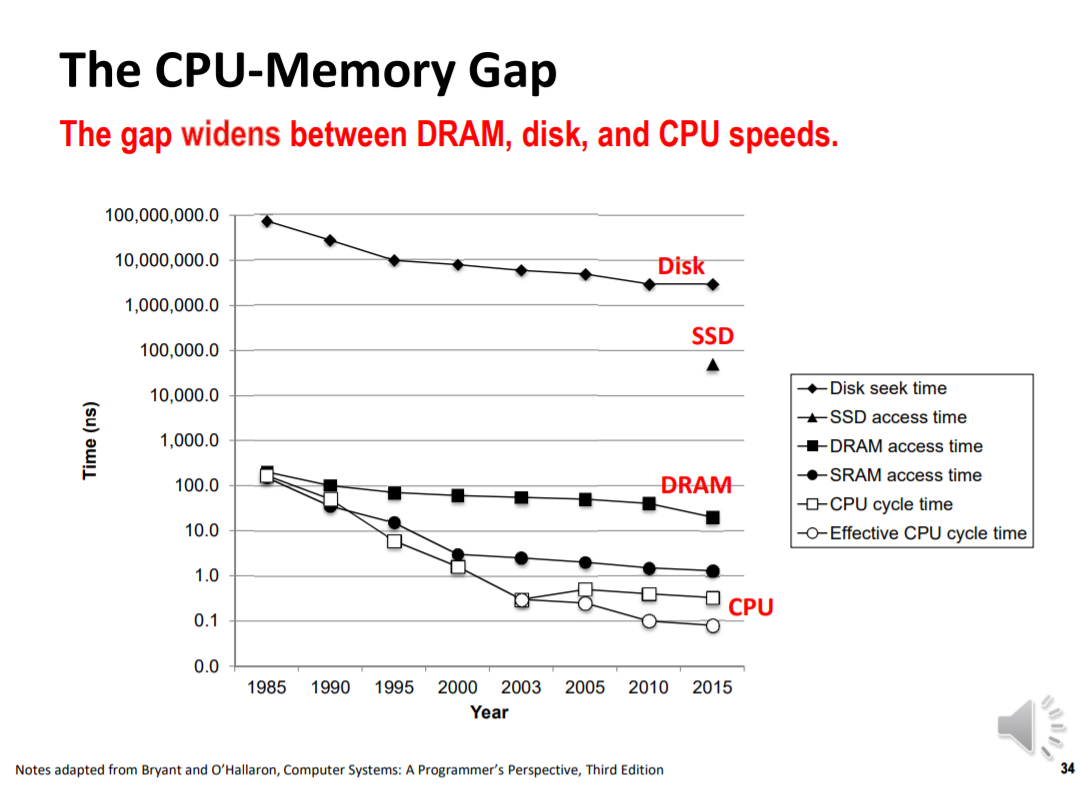 The CPU-Memory Gap
The gap widens between DRAM, disk, and CPU speeds.
100,000,000.0
10,000,000.0
1,000,000.0
100,000.0
10,000.0
1,000.0
100.0
10.0
1.0
0.1
0.0
Time (ns)
Disk
SSD
DRAM
CPU
1985 1990 1995 2000 2003 2005 2010 2015
Year
Disk seek time
SSD access time
DRAM access time
SRAM access time
CPU cycle time
Effective CPU cycle time
Notes adapted from Bryant and O'Hallaron, Computer Systems: A Programmer's Perspective, Third Edition
34